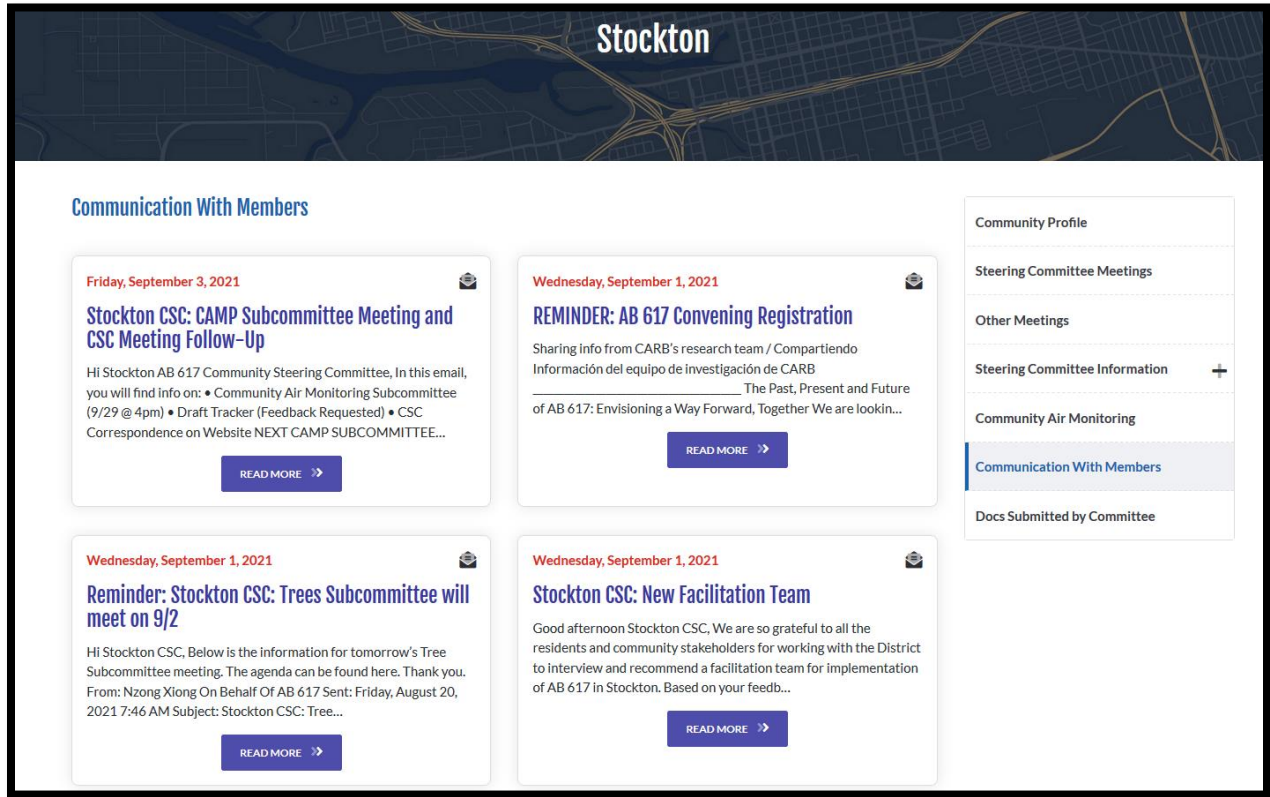 Stockton
Communication With Members
Friday, September 3, 2021
Stockton CSC: CAMP Subcommittee Meeting and
CSC Meeting Follow-Up
Hi Stockton AB 617 Community Steering Committee, In this email,
you will find info on: • Community Air Monitoring Subcommittee
(9/29 @ 4pm) • Draft Tracker (Feedback Requested) • CSC
Correspondence on Website NEXT CAMP SUBCOMMITTEE...
READ MORE
Wednesday, September 1, 2021
REMINDER: AB 617 Convening Registration
Sharing info from CARB's research team / Compartiendo
Información del equipo de investigación de CARB
__________________________________ The Past, Present and Future
of AB 617: Envisioning a Way Forward, Together We are lookin...
READ MORE
Wednesday, September 1, 2021
Reminder: Stockton CSC: Trees Subcommittee will
meet on 9/2
Hi Stockton CSC, Below is the information for tomorrow's Tree
Subcommittee meeting. The agenda can be found here. Thank you.
From: Nzong Xiong On Behalf Of AB 617 Sent: Friday, August 20,
2021 7:46 AM Subject: Stockton CSC: Tree...
READ MORE
Wednesday, September 1, 2021
Stockton CSC: New Facilitation Team
Good afternoon Stockton CSC, We are so grateful to all the
residents and community stakeholders for working with the District
to interview and recommend a facilitation team for implementation
of AB 617 in Stockton. Based on your feedb...
READ MORE
Community Profile
Steering Committee Meetings
Other Meetings
Steering Committee Information
Community Air Monitoring
Communication With Members
Docs Submitted by Committee